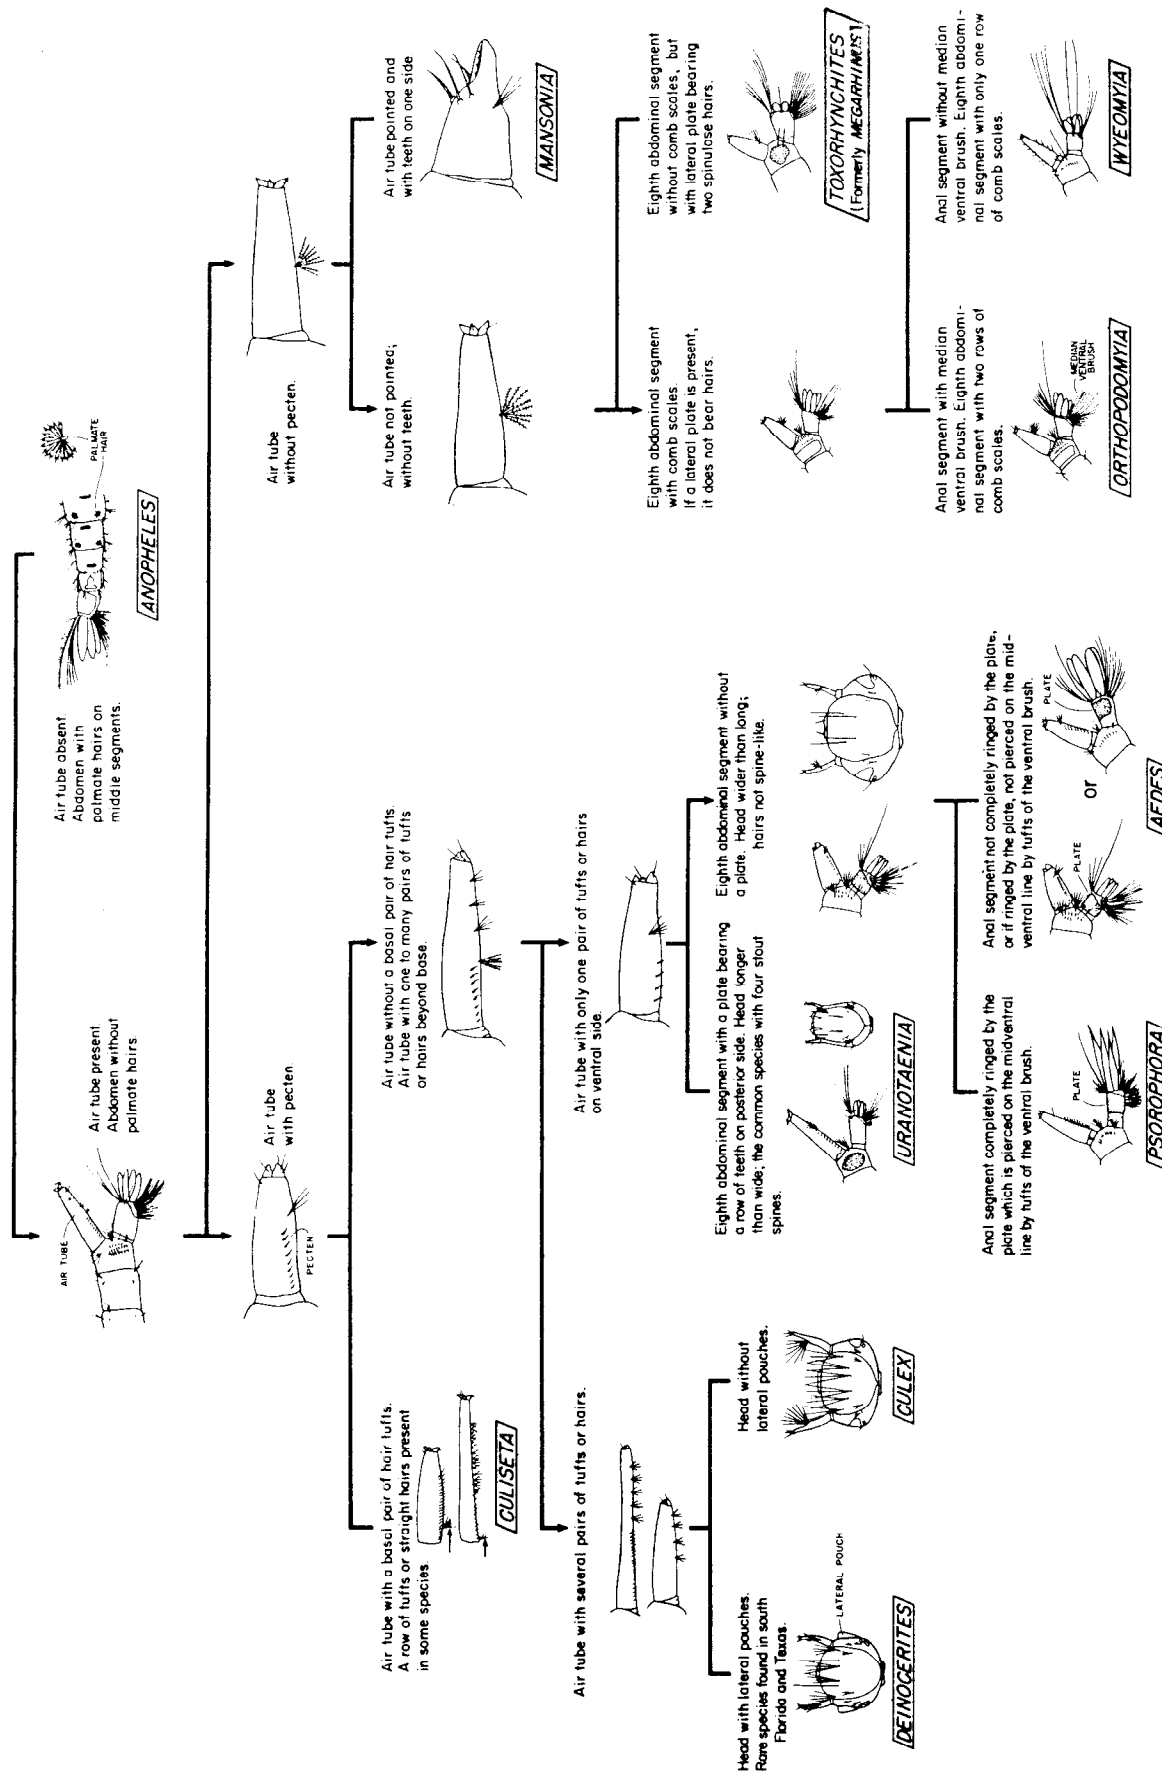 Air tube absent.
Abdomen with
palmate hairs on
middle segments.
PALMATE
HAIR
ANOPHELES
AIR TUBE
Air tube present.
Abdomen without
palmate hairs.
Air tube
with pecten.
PECTEN
Air tube
without pecten.
Air tube with a basal pair of hair tufts.
A row of tufts or straight hairs present
in some species.
CULISETA
Air tube without a basal pair of hair tufts.
Air tube with one to many pairs of tufts
or hairs beyond base.
Air tube not pointed;
without teeth.
Air tube pointed and
with teeth on one side
MANSONIA
Air tube with several pairs of tufts or hairs.
Air tube with only one pair of tufts or hairs
on ventral side.
Eighth abdominal segment
with comb scales.
If a lateral plate is present,
it does not bear hairs.
Eighth abdominal segment
without comb scales, but
with lateral plate bearing
two spinulose hairs.
TOXORHYNCHITES
(Formerly MEGARHINUS)
Head with lateral pouches.
Rare species found in south
Florida and Texas.
LATERAL POUCH
DEINOCERITES
Head without
lateral pouches.
CULEX
Eighth abdominal segment with a plate bearing
a row of teeth on posterior side. Head longer
than wide; the common species with four stout
spines.
URANOTAENIA
Eighth abdominal segment without
a plate. Head wider than long;
hairs not spine-like.
Anal segment with median
ventral brush. Eighth abdomi-
nal segment with two rows of
comb scales.
MEDIAN
VENTRAL
BRUSH
ORTHOPODOMYIA
Anal segment without median
ventral brush. Eighth abdomi-
nal segment with only one row
of comb scales.
WYEOMYIA
Anal segment completely ringed by the
plate which is pierced on the midventral
line by tufts of the ventral brush.
PLATE
PSOROPHORA
Anal segment not completely ringed by the plate,
or if ringed by the plate, not pierced on the mid-
ventral line by tufts of the ventral brush.
PLATE
or
PLATE
AEDES